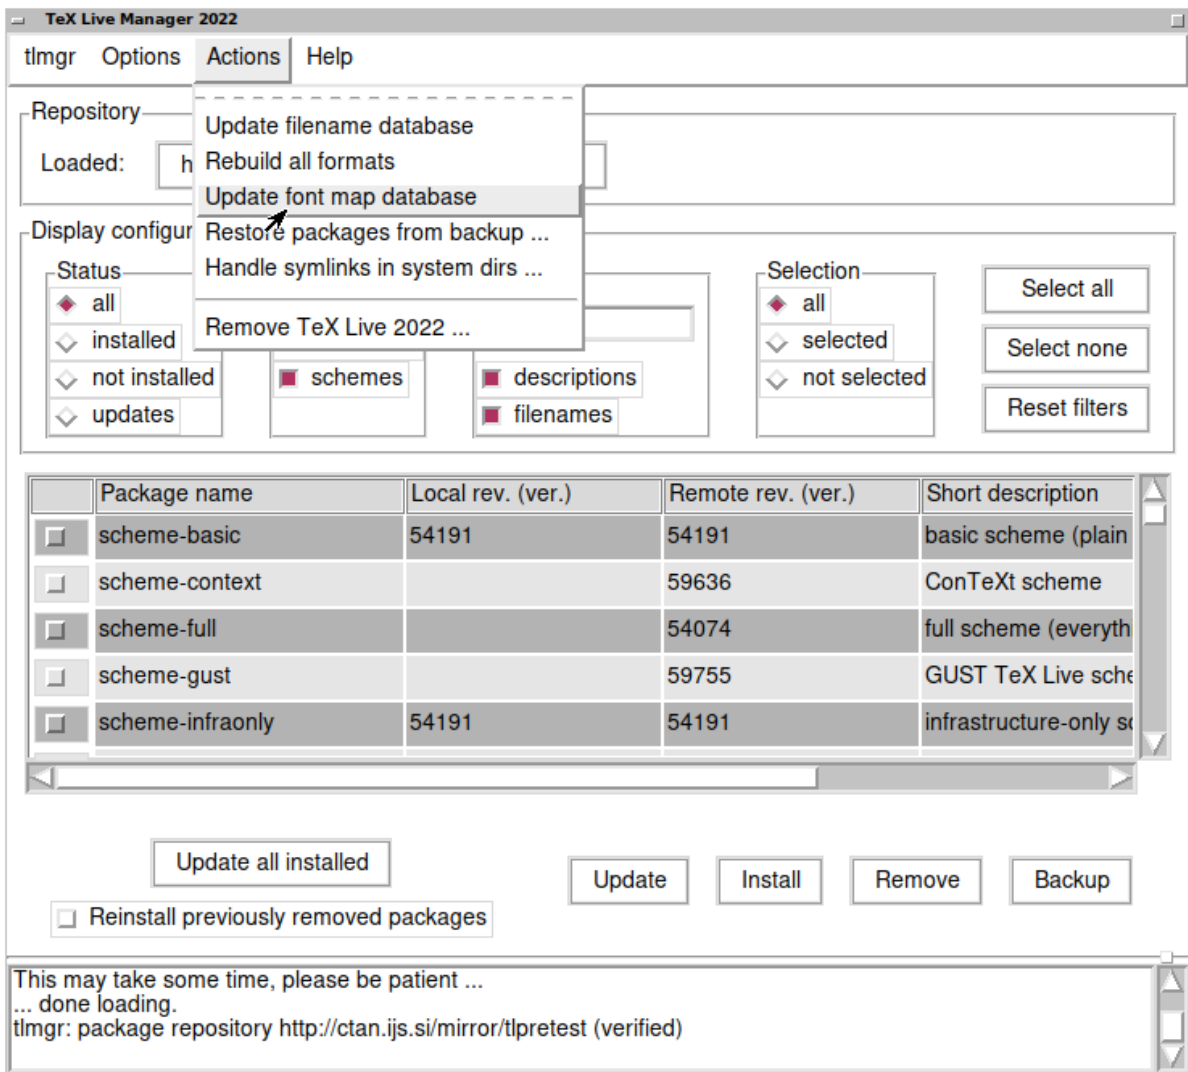 TeX Live Manager 2022
tlmgr Options Actions Help
Repository
Update filename database
Loaded: h Rebuild all formats
Update font map database
Display configur Restore packages from backup ...
Status Handle symlinks in system dirs ... Selection
all all Select all
installed Remove TeX Live 2022 ... selected Select none
not installed schemes descriptions not selected
updates filenames Reset filters
Package name Local rev. (ver.) Remote rev. (ver.) Short description
scheme-basic 54191 54191 basic scheme (plain
scheme-context 59636 ConTeXt scheme
scheme-full 54074 full scheme (everyth
scheme-gust 59755 GUST TeX Live sche
scheme-infraonly 54191 54191 infrastructure-only sc
Update all installed Update Install Remove Backup
Reinstall previously removed packages
This may take some time, please be patient ...
... done loading.
tlmgr: package repository http://ctan.ijs.si/mirror/tlpretest (verified)